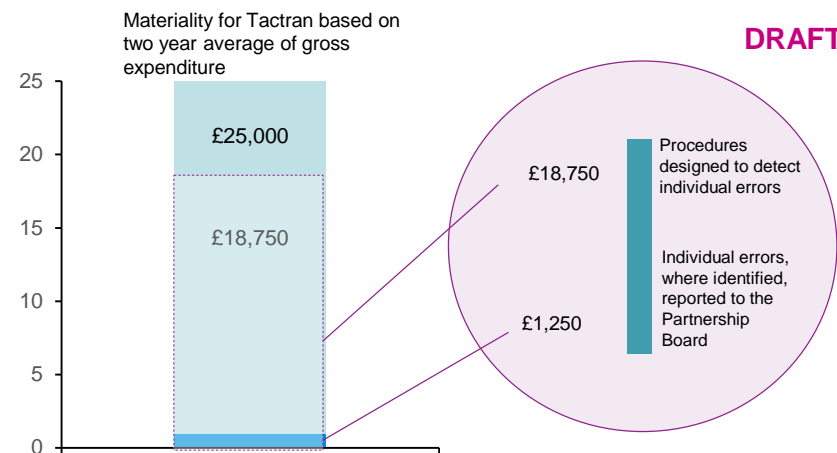 Materiality for Tactran based on
two year average of gross
expenditure
DRAFT
25
20
15
10
5
0
£25,000
£18,750
£18,750
£1,250
Procedures
designed to detect
individual errors
Individual errors,
where identified,
reported to the
Partnership
Board